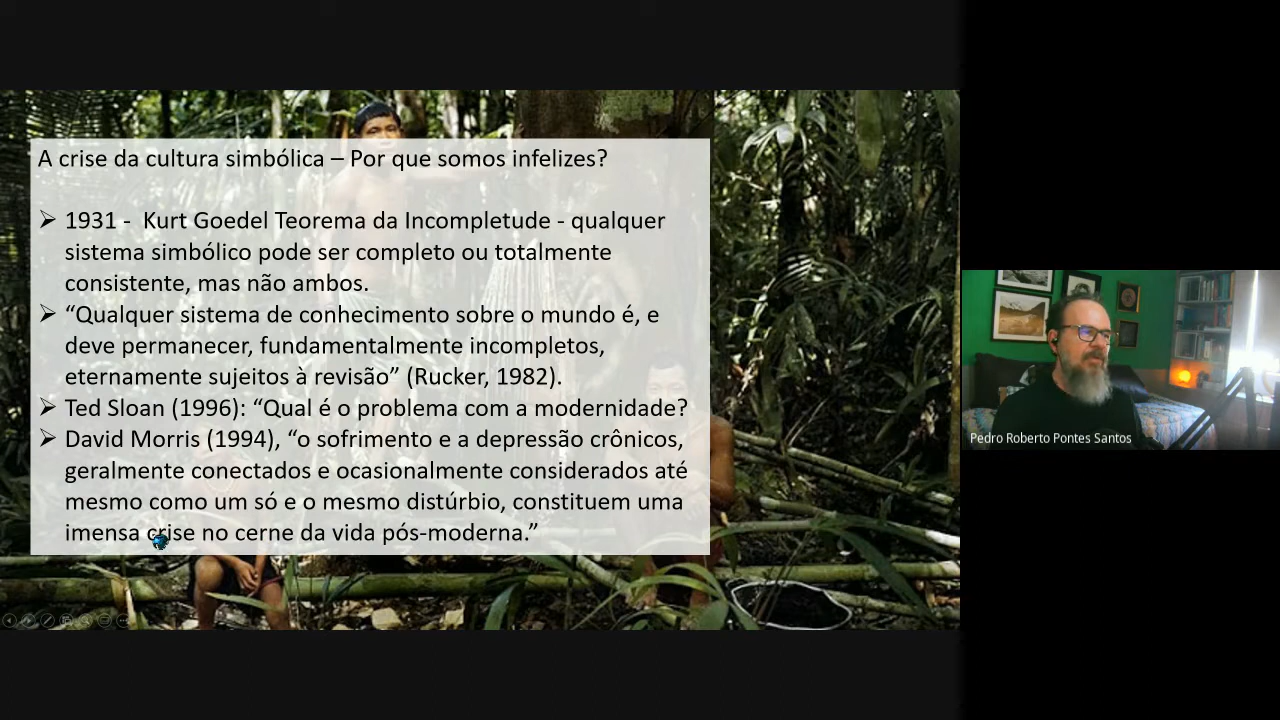 A crise da cultura simbólica – Por que somos infelizes?
➢ 1931 -  Kurt Goedel Teorema da Incompletude - qualquer
sistema simbólico pode ser completo ou totalmente
consistente, mas não ambos.
➢ “Qualquer sistema de conhecimento sobre o mundo é, e
deve permanecer, fundamentalmente incompletos,
eternamente sujeitos à revisão” (Rucker, 1982).
➢ Ted Sloan (1996): “Qual é o problema com a modernidade?
➢ David Morris (1994), “o sofrimento e a depressão crônicos,
geralmente conectados e ocasionalmente considerados até
mesmo como um só e o mesmo distúrbio, constituem uma
imensa crise no cerne da vida pós-moderna.”
Pedro Roberto Pontes Santos